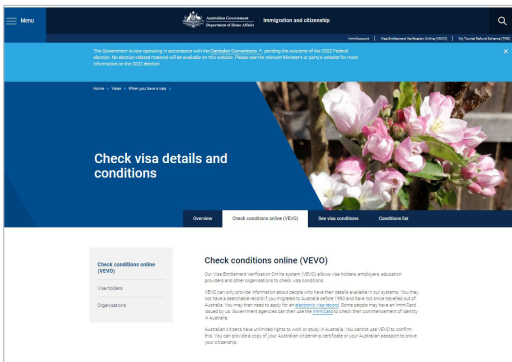 Menu
Australian Government
Department of Home Affairs
Immigration and citizenship
ImmiAccount
Visa Entitlement Verification Online (VEVO)
My Tourist Refund Scheme (TRS)
The Government is now operating in accordance with the Caretaker Conventions, pending the outcome of the 2022 Federal
election. No election-related material will be available on this website. Please see the relevant Minister's or party's website for more
information on the 2022 election.
Home
Visas
When you have a visa
Check visa details and
conditions
Overview
Check conditions online (VEVO)
See visa conditions
Conditions list
Check conditions online
(VEVO)
Visa holders
Organisations
Check conditions online (VEVO)
Our Visa Entitlement Verification Online system (VEVO) allows visa holders, employers, education
providers and other organisations to check visa conditions.
VEVO can only provide information about people who have their details available in our systems. You may
not have a searchable record if you migrated to Australia before 1990 and have not since travelled out of
Australia. You may then need to apply for an electronic visa record. Some people may have an ImmiCard
issued by us. Government agencies can then use the ImmiCard to check their commencement of identity
in Australia.
Australian citizens have unlimited rights to work or study in Australia. You cannot use VEVO to confirm
this. You can provide a copy of your Australian citizenship certificate or your Australian passport to prove
your citizenship.